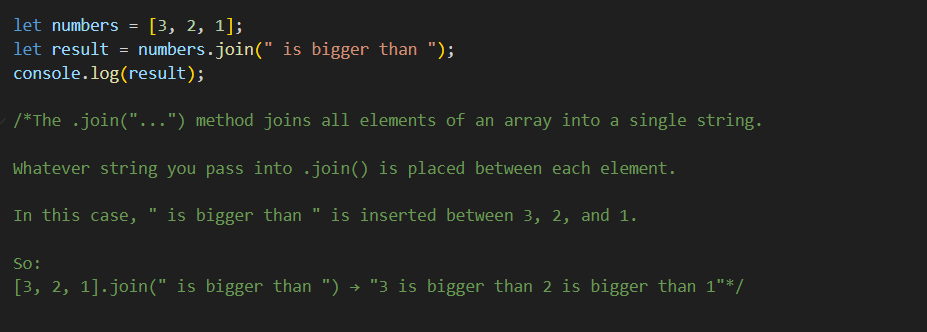 let numbers = [3, 2, 1];
let result = numbers.join(" is bigger than ");
console.log(result);
/*The .join("...") method joins all elements of an array into a single string.
Whatever string you pass into .join() is placed between each element.
In this case, " is bigger than " is inserted between 3, 2, and 1.
So:
[3, 2, 1].join(" is bigger than ") → "3 is bigger than 2 is bigger than 1"*/